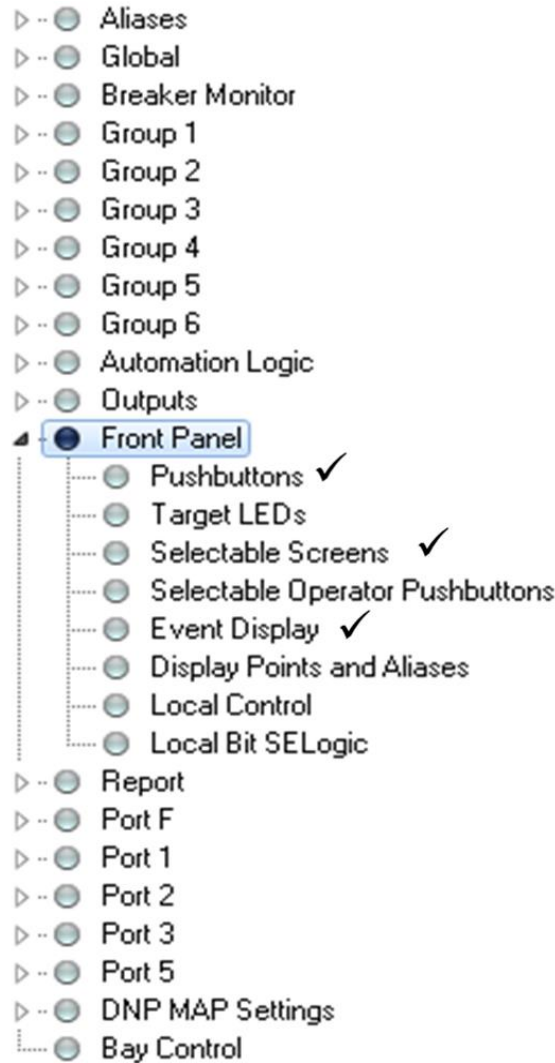 Aliases
Global
Breaker Monitor
Group 1
Group 2
Group 3
Group 4
Group 5
Group 6
Automation Logic
Outputs
Front Panel
Pushbuttons ✓
Target LEDs
Selectable Screens ✓
Selectable Operator Pushbuttons
Event Display ✓
Display Points and Aliases
Local Control
Local Bit SELogic
Report
Port F
Port 1
Port 2
Port 3
Port 5
DNP MAP Settings
Bay Control